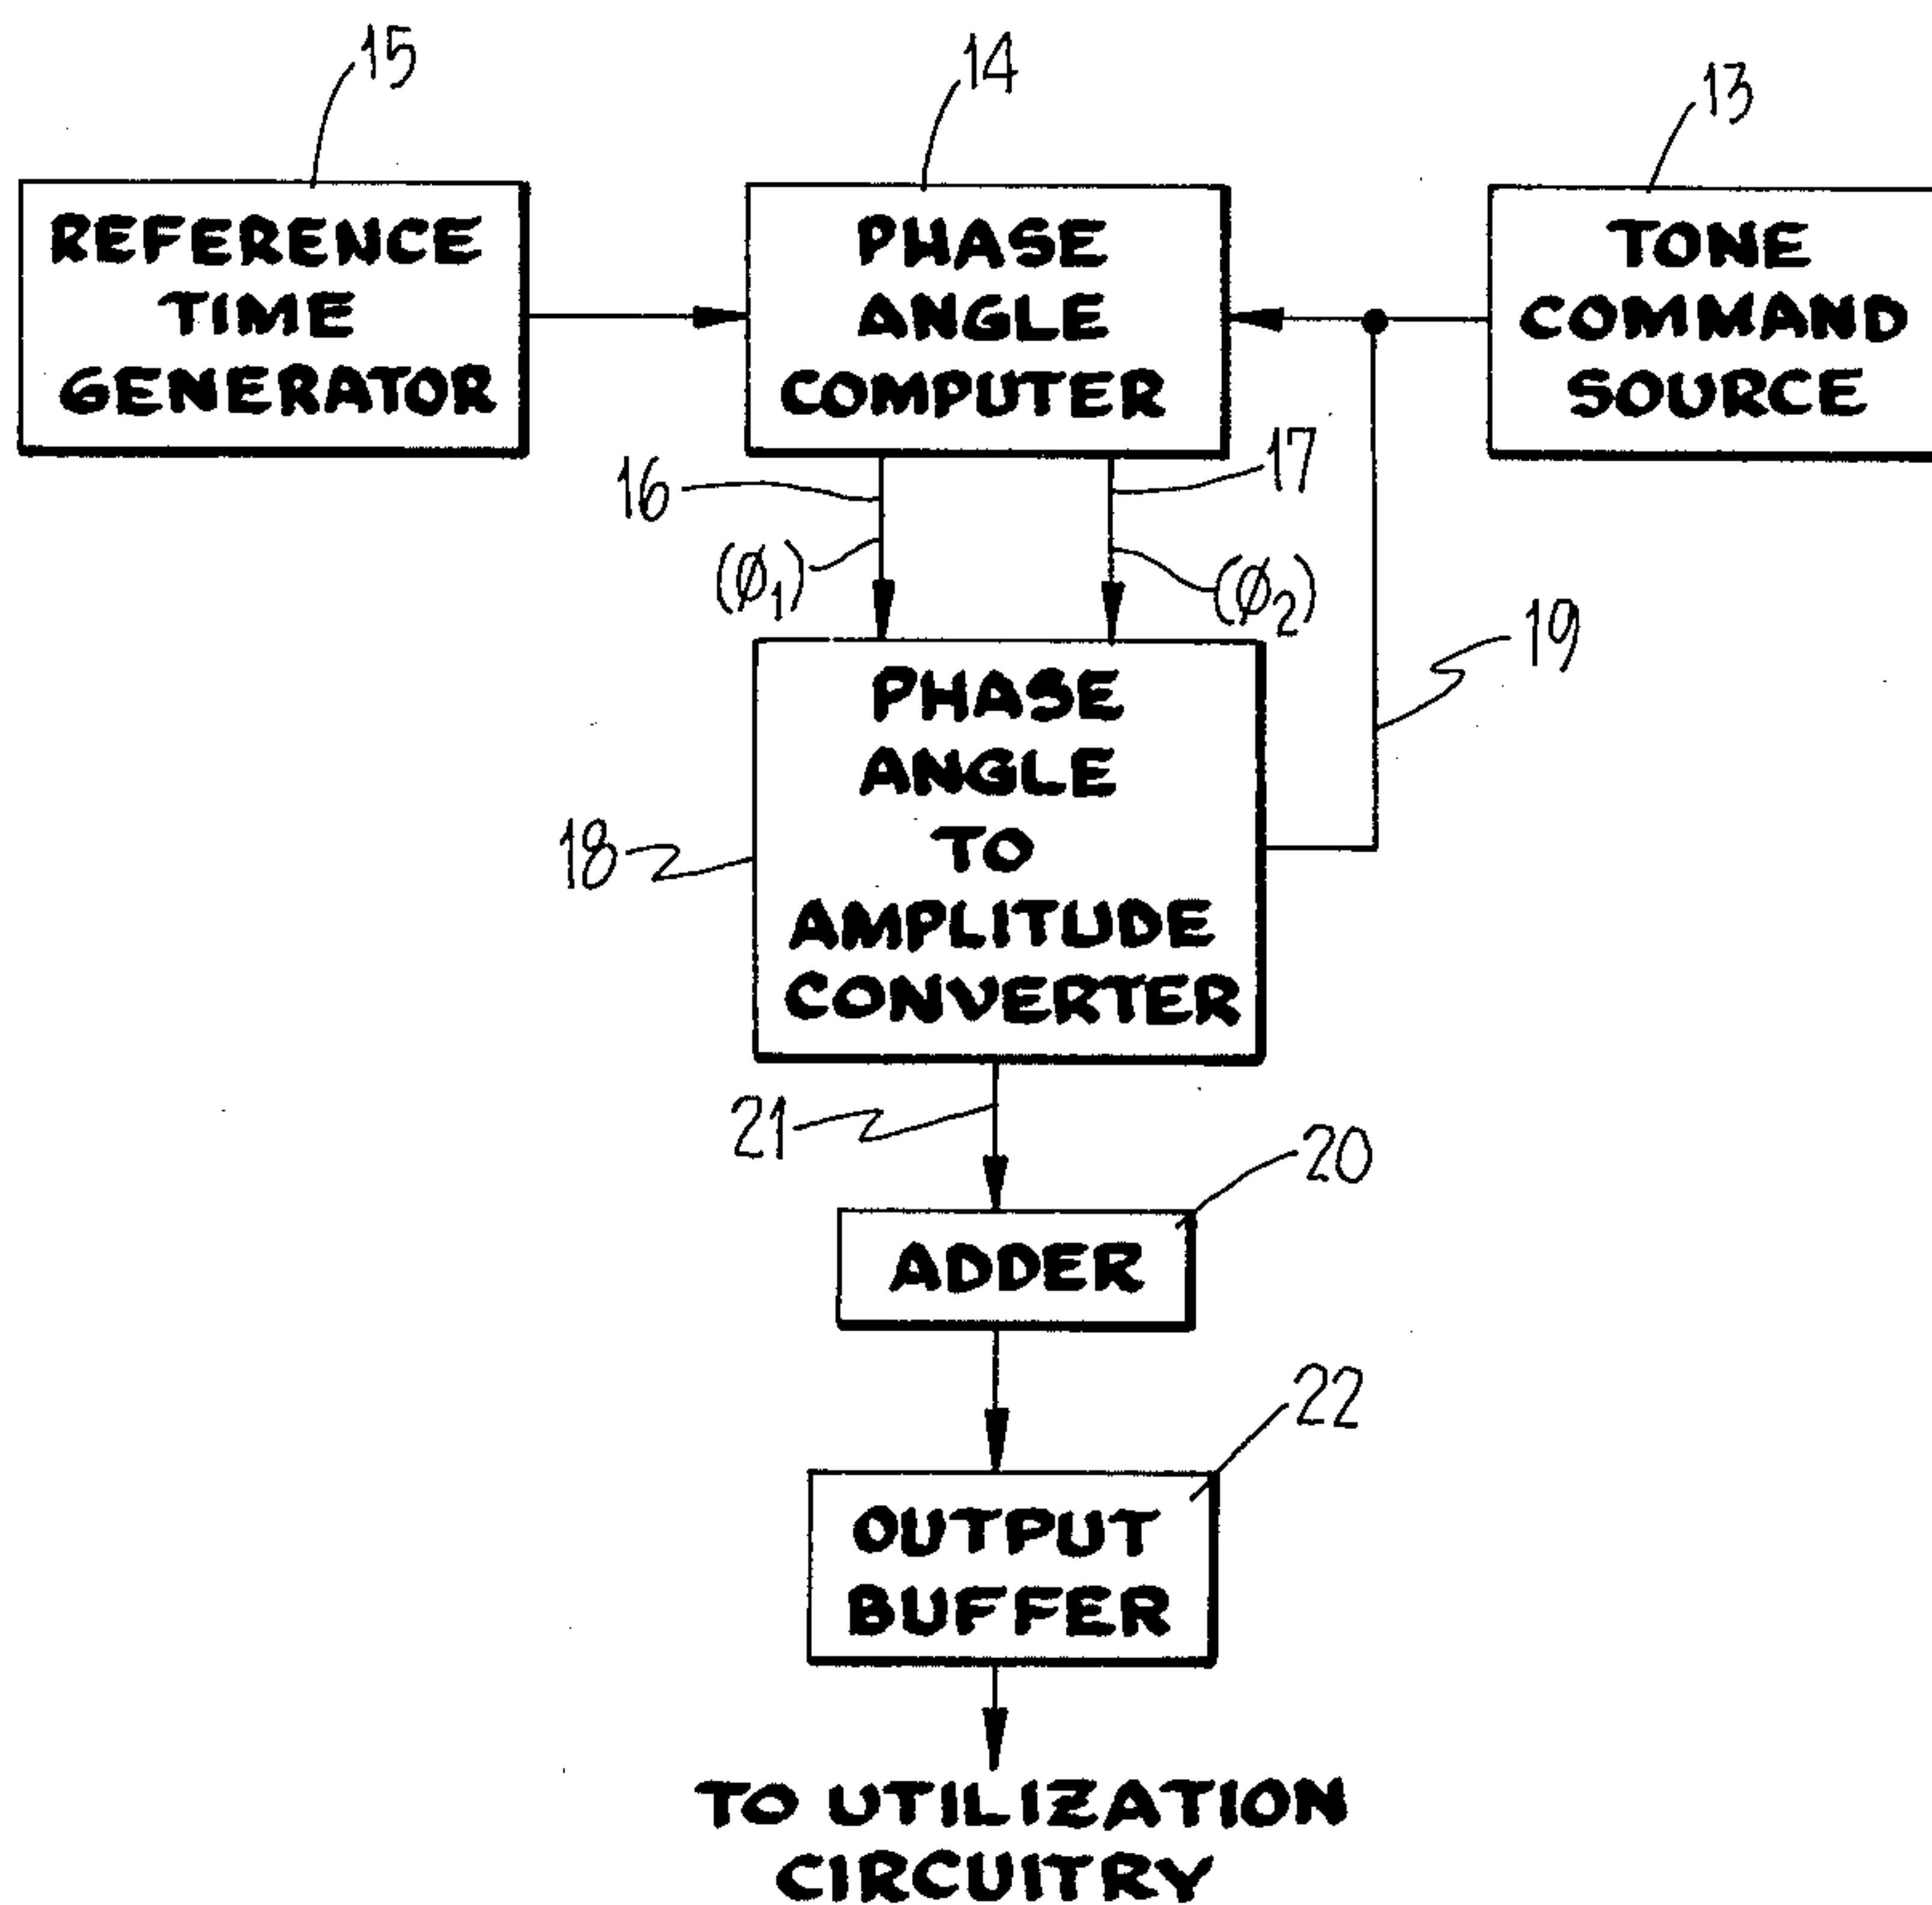 15
14
13
REFERENCE
TIME
GENERATOR
PHASE
ANGLE
COMPUTER
TONE
COMMAND
SOURCE
16
17
(Ø1)
(Ø2)
19
PHASE
ANGLE
TO
AMPLITUDE
CONVERTER
18
21
20
ADDER
22
OUTPUT
BUFFER
TO UTILIZATION
CIRCUITRY